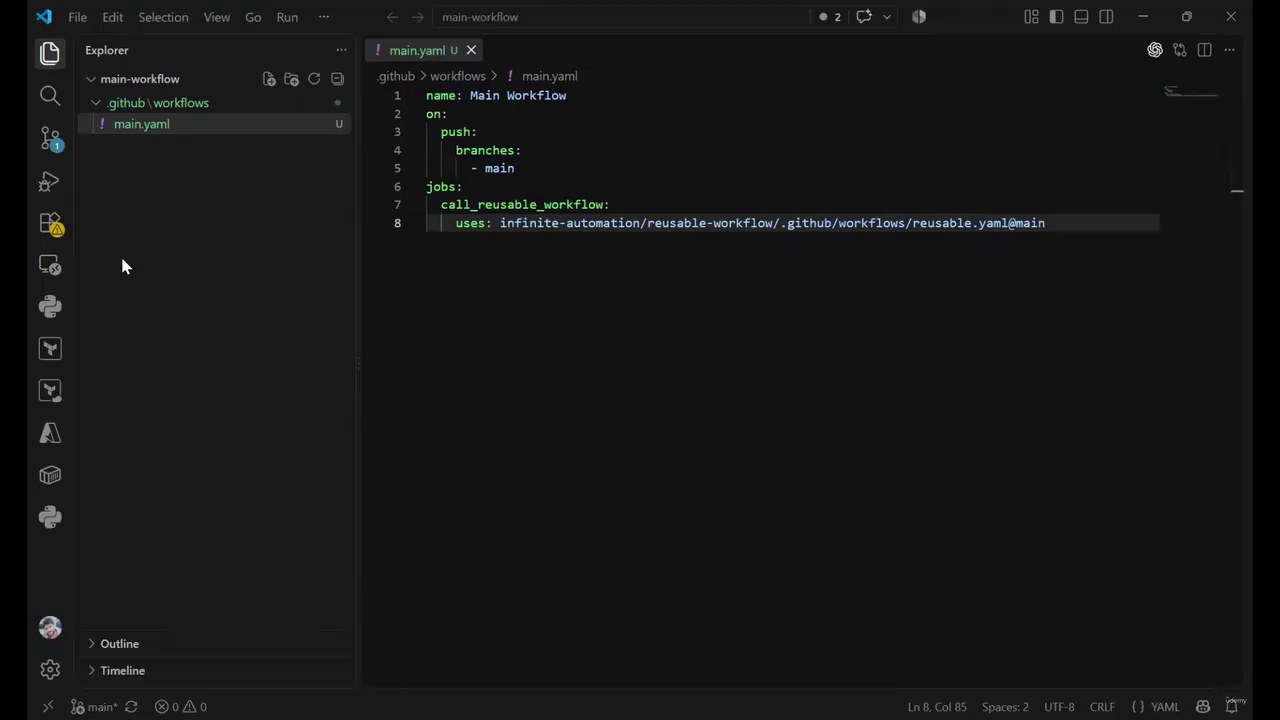 File Edit Selection View Go Run ··· main-workflow 2
Explorer
main-workflow
.github\workflows
main.yaml U
1
Outline
Timeline
main.yaml U
.github > workflows > ! main.yaml
1 name: Main Workflow
2 on:
3 push:
4 branches:
5 - main
6 jobs:
7 call_reusable_workflow:
8 uses: infinite-automation/reusable-workflow/.github/workflows/reusable.yaml@main
main* 0 0 Ln 8, Col 85 Spaces: 2 UTF-8 CRLF { } YAML
Udemy